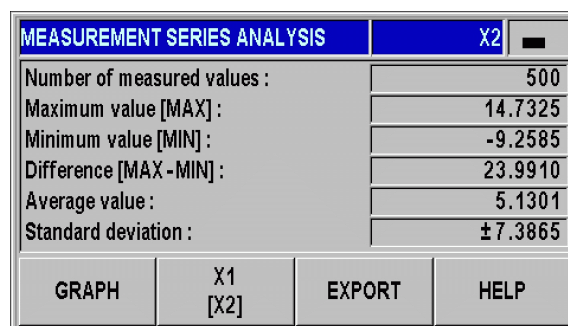 MEASUREMENT SERIES ANALYSIS X2
Number of measured values : 500
Maximum value [MAX] : 14.7325
Minimum value [MIN] : -9.2585
Difference [MAX - MIN] : 23.9910
Average value : 5.1301
Standard deviation : ±7.3865
GRAPH X1 [X2] EXPORT HELP